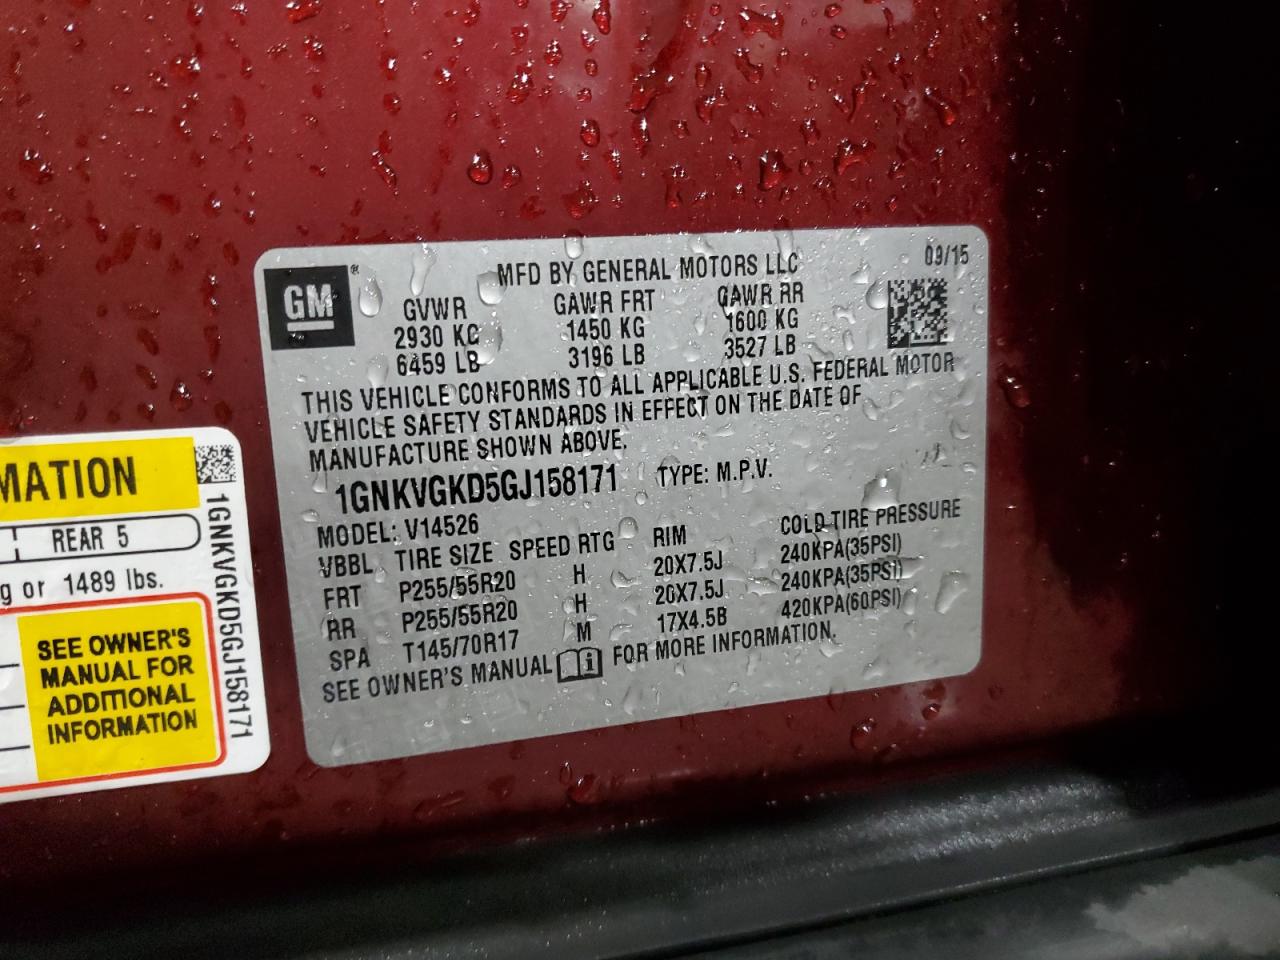 GM®
MFD BY GENERAL MOTORS LLC
09/15
GVWR GAWR FRT GAWR RR
2930 KG 1450 KG 1600 KG
6459 LB 3196 LB 3527 LB
THIS VEHICLE CONFORMS TO ALL APPLICABLE U.S. FEDERAL MOTOR
VEHICLE SAFETY STANDARDS IN EFFECT ON THE DATE OF
MANUFACTURE SHOWN ABOVE.
1GNKVGKD5GJ158171 TYPE: M.P.V.
MODEL: V14526
VBBL TIRE SIZE SPEED RTG RIM COLD TIRE PRESSURE
FRT P255/55R20 H 20X7.5J 240KPA(35PSI)
RR P255/55R20 H 20X7.5J 240KPA(35PSI)
SPA T145/70R17 M 17X4.5B 420KPA(60PSI)
SEE OWNER'S MANUAL i FOR MORE INFORMATION.
MATION
REAR 5
g or 1489 lbs.
SEE OWNER'S
MANUAL FOR
ADDITIONAL
INFORMATION
1GNKVGKD5GJ158171